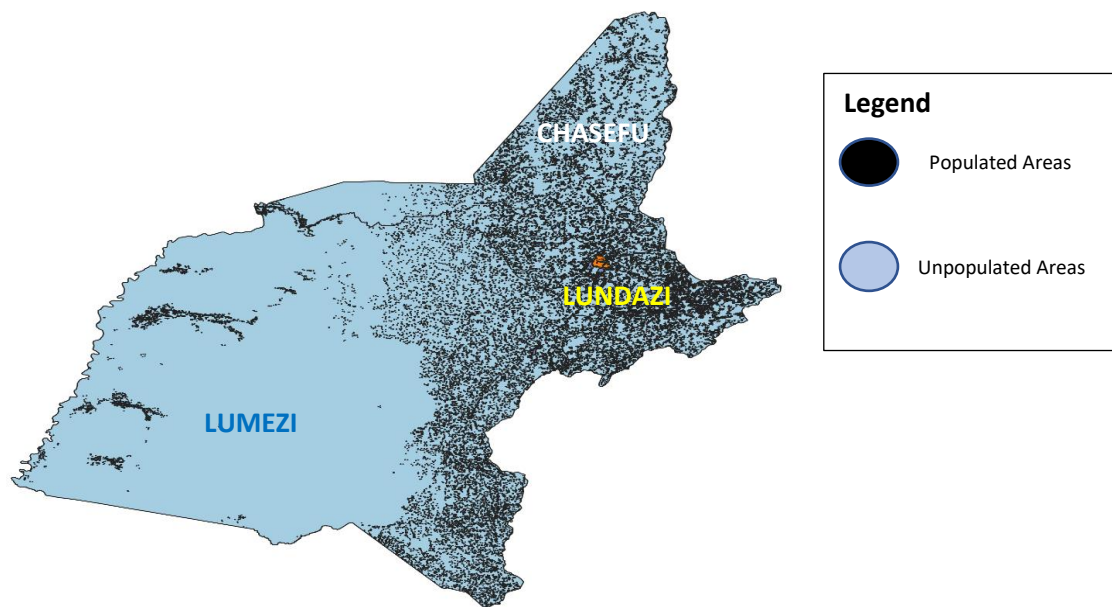 CHASEFU
LUNDAZI
LUMEZI
Legend
Populated Areas
Unpopulated Areas